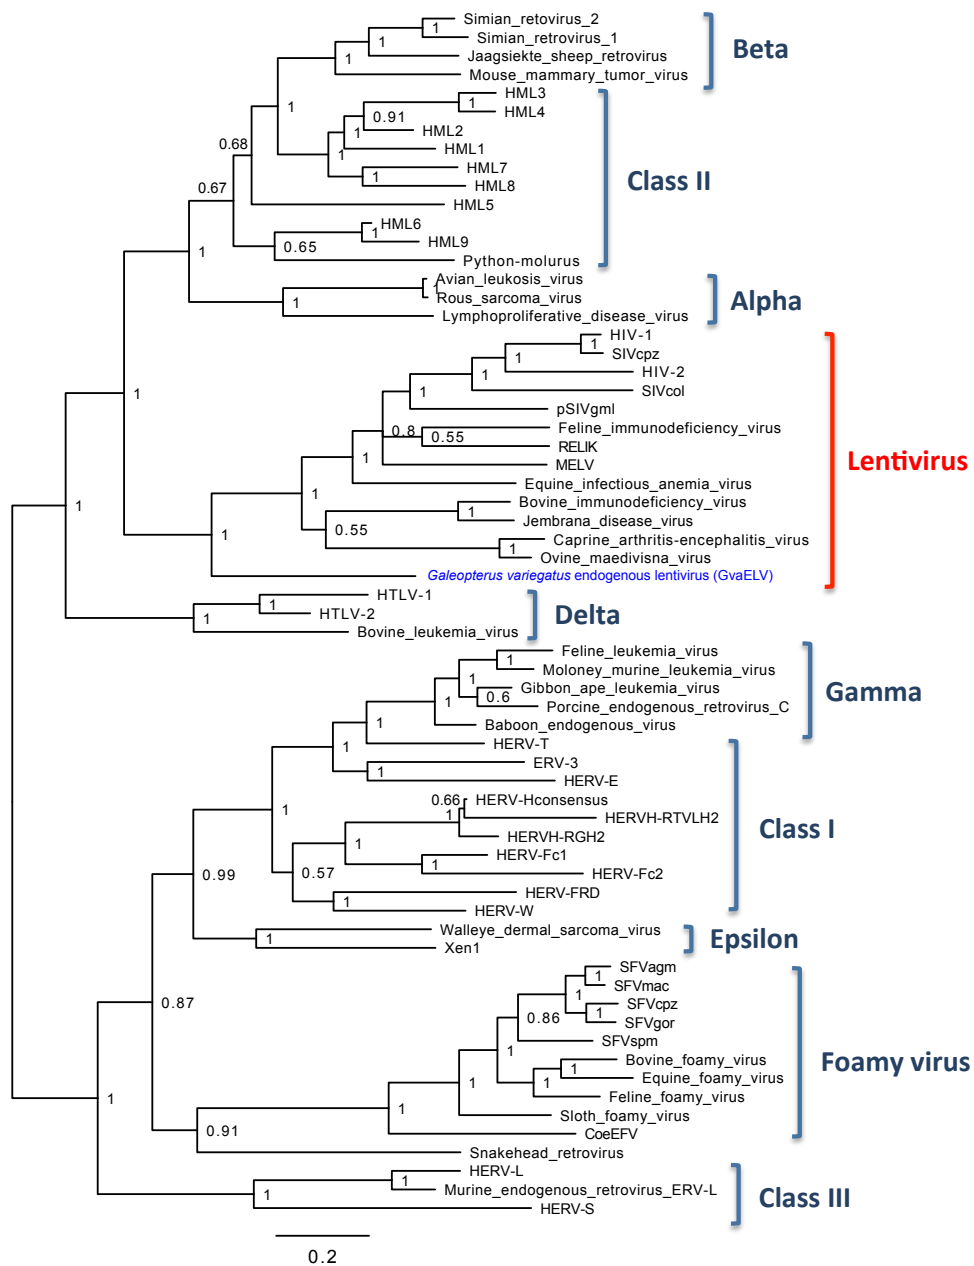 Simian_retovirus_2
1
Simian_retrovirus_1
1
Jaagsiekte_sheep_retrovirus
Beta
1
Mouse_mammary_tumor_virus
1
HML3
1
HML4
0.91
HML2
1
HML1
1
0.68
HML7
1
HML8
Class II
0.67
HML5
HML6
1
HML9
1
0.65
Python-molurus
Avian_leukosis_virus
1
Rous_sarcoma_virus
1
Lymphoproliferative_disease_virus
Alpha
HIV-1
1
SIVcpz
1
HIV-2
1
SIVcol
1
1
pSIVgml
Feline_immunodeficiency_virus
0.8
0.55
RELIK
1
MELV
Lentivirus
Equine_infectious_anemia_virus
1
Bovine_immunodeficiency_virus
1
Jembrana_disease_virus
0.55
Caprine_arthritis-encephalitis_virus
1
Ovine_maedivisna_virus
1
Galeopterus variegatus endogenous lentivirus (GvaELV)
1
HTLV-1
1
HTLV-2
1
Bovine_leukemia_virus
Delta
Feline_leukemia_virus
1
Moloney_murine_leukemia_virus
1
Gibbon_ape_leukemia_virus
0.6
Porcine_endogenous_retrovirus_C
1
Baboon_endogenous_virus
Gamma
1
HERV-T
1
ERV-3
1
HERV-E
0.66
HERV-Hconsensus
1
HERVH-RTVLH2
1
HERVH-RGH2
Class I
1
HERV-Fc1
1
HERV-Fc2
0.57
0.99
HERV-FRD
1
HERV-W
Walleye_dermal_sarcoma_virus
1
Xen1
Epsilon
SFVagm
1
SFVmac
1
SFVcpz
1
0.87
0.86
SFVgor
SFVspm
1
Bovine_foamy_virus
1
Equine_foamy_virus
1
Foamy virus
1
Feline_foamy_virus
1
Sloth_foamy_virus
1
CoeEFV
0.91
Snakehead_retrovirus
HERV-L
1
Murine_endogenous_retrovirus_ERV-L
1
HERV-S
Class III
0.2